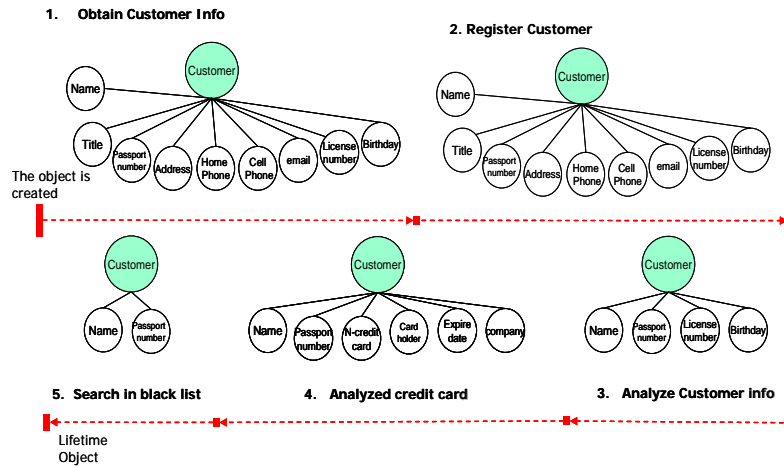 1. Obtain Customer Info
2. Register Customer
Customer
Name
Title
Passport
number
Address
Home
Phone
Cell
Phone
email
License
number
Birthday
Customer
Name
Title
Passport
number
Address
Home
Phone
Cell
Phone
email
License
number
Birthday
The object is
created
Customer
Name
Passport
number
Customer
Name
Passport
number
N-credit
card
Card
holder
Expire
date
company
Customer
Name
Passport
number
License
number
Birthday
5. Search in black list
4. Analyzed credit card
3. Analyze Customer info
Lifetime
Object